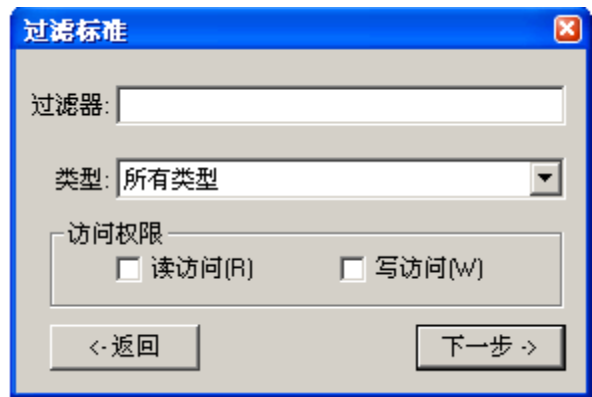 过滤标准
过滤器:
类型: 所有类型
访问权限
读访问(R) 写访问(W)
<-返回 下一步 ->